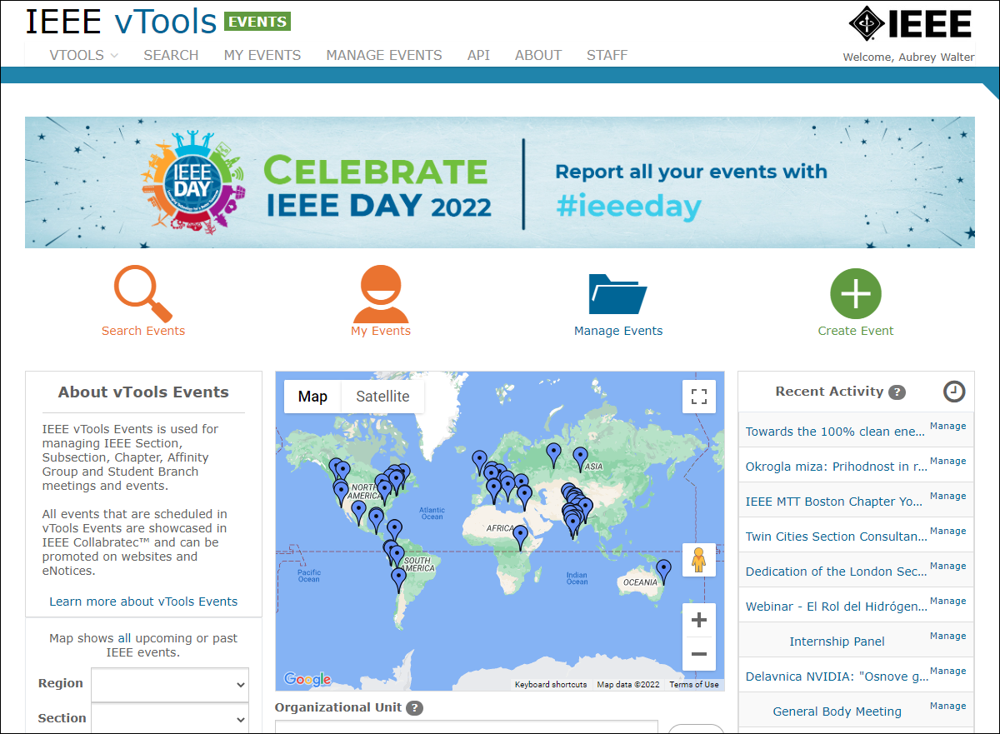 IEEE vTools EVENTS
IEEE
VTOOLS SEARCH MY EVENTS MANAGE EVENTS API ABOUT STAFF
Welcome, Aubrey Walter
IEEE
DAY
CELEBRATE
IEEE DAY 2022
Report all your events with
#ieeeday
Search Events
My Events
Manage Events
Create Event
About vTools Events
IEEE vTools Events is used for
managing IEEE Section,
Subsection, Chapter, Affinity
Group and Student Branch
meetings and events.
All events that are scheduled in
vTools Events are showcased in
IEEE Collabratec™ and can be
promoted on websites and
eNotices.
Learn more about vTools Events
Map shows all upcoming or past
IEEE events.
Region
Section
Map Satellite
NORTH
AMERICA
ASIA
Atlantic
Ocean
AFRICA
SOUTH
AMERICA
Pacific
Ocean
Indian
Ocean
OCEANIA
Google
Keyboard shortcuts Map data ©2022 Terms of Use
Organizational Unit ?
Recent Activity ?
Towards the 100% clean ene... Manage
Okrogla miza: Prihodnost in r... Manage
IEEE MTT Boston Chapter Yo... Manage
Twin Cities Section Consultan... Manage
Dedication of the London Sec... Manage
Webinar - El Rol del Hidrógen... Manage
Internship Panel Manage
Delavnica NVIDIA: "Osnove g... Manage
General Body Meeting Manage